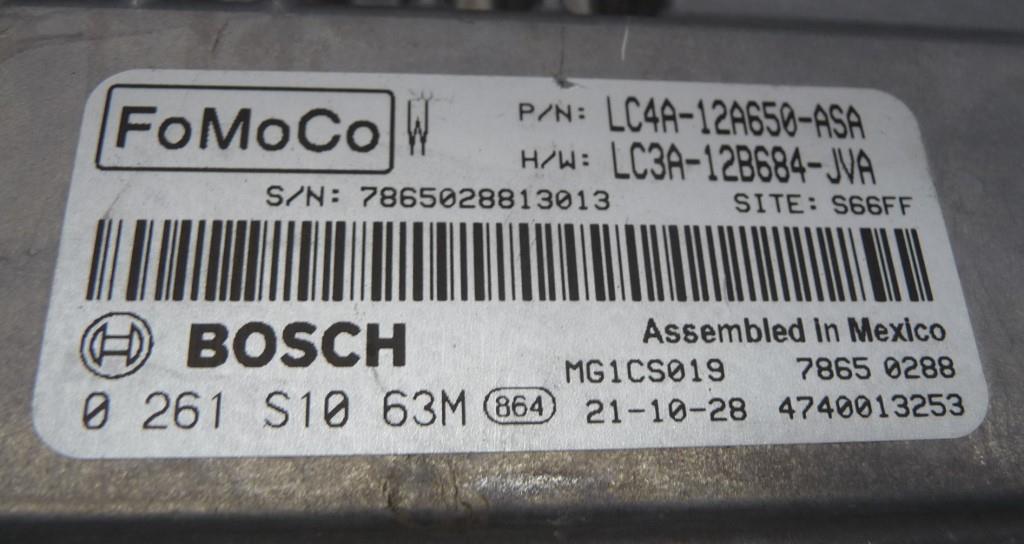 FoMoCo W P/N: LC4A-12A650-ASA
H/W: LC3A-12B684-JVA
S/N: 7865028813013 SITE: S66FF
BOSCH Assembled in Mexico
MG1CS019 7865 0288
0 261 S10 63M 864 21-10-28 4740013253